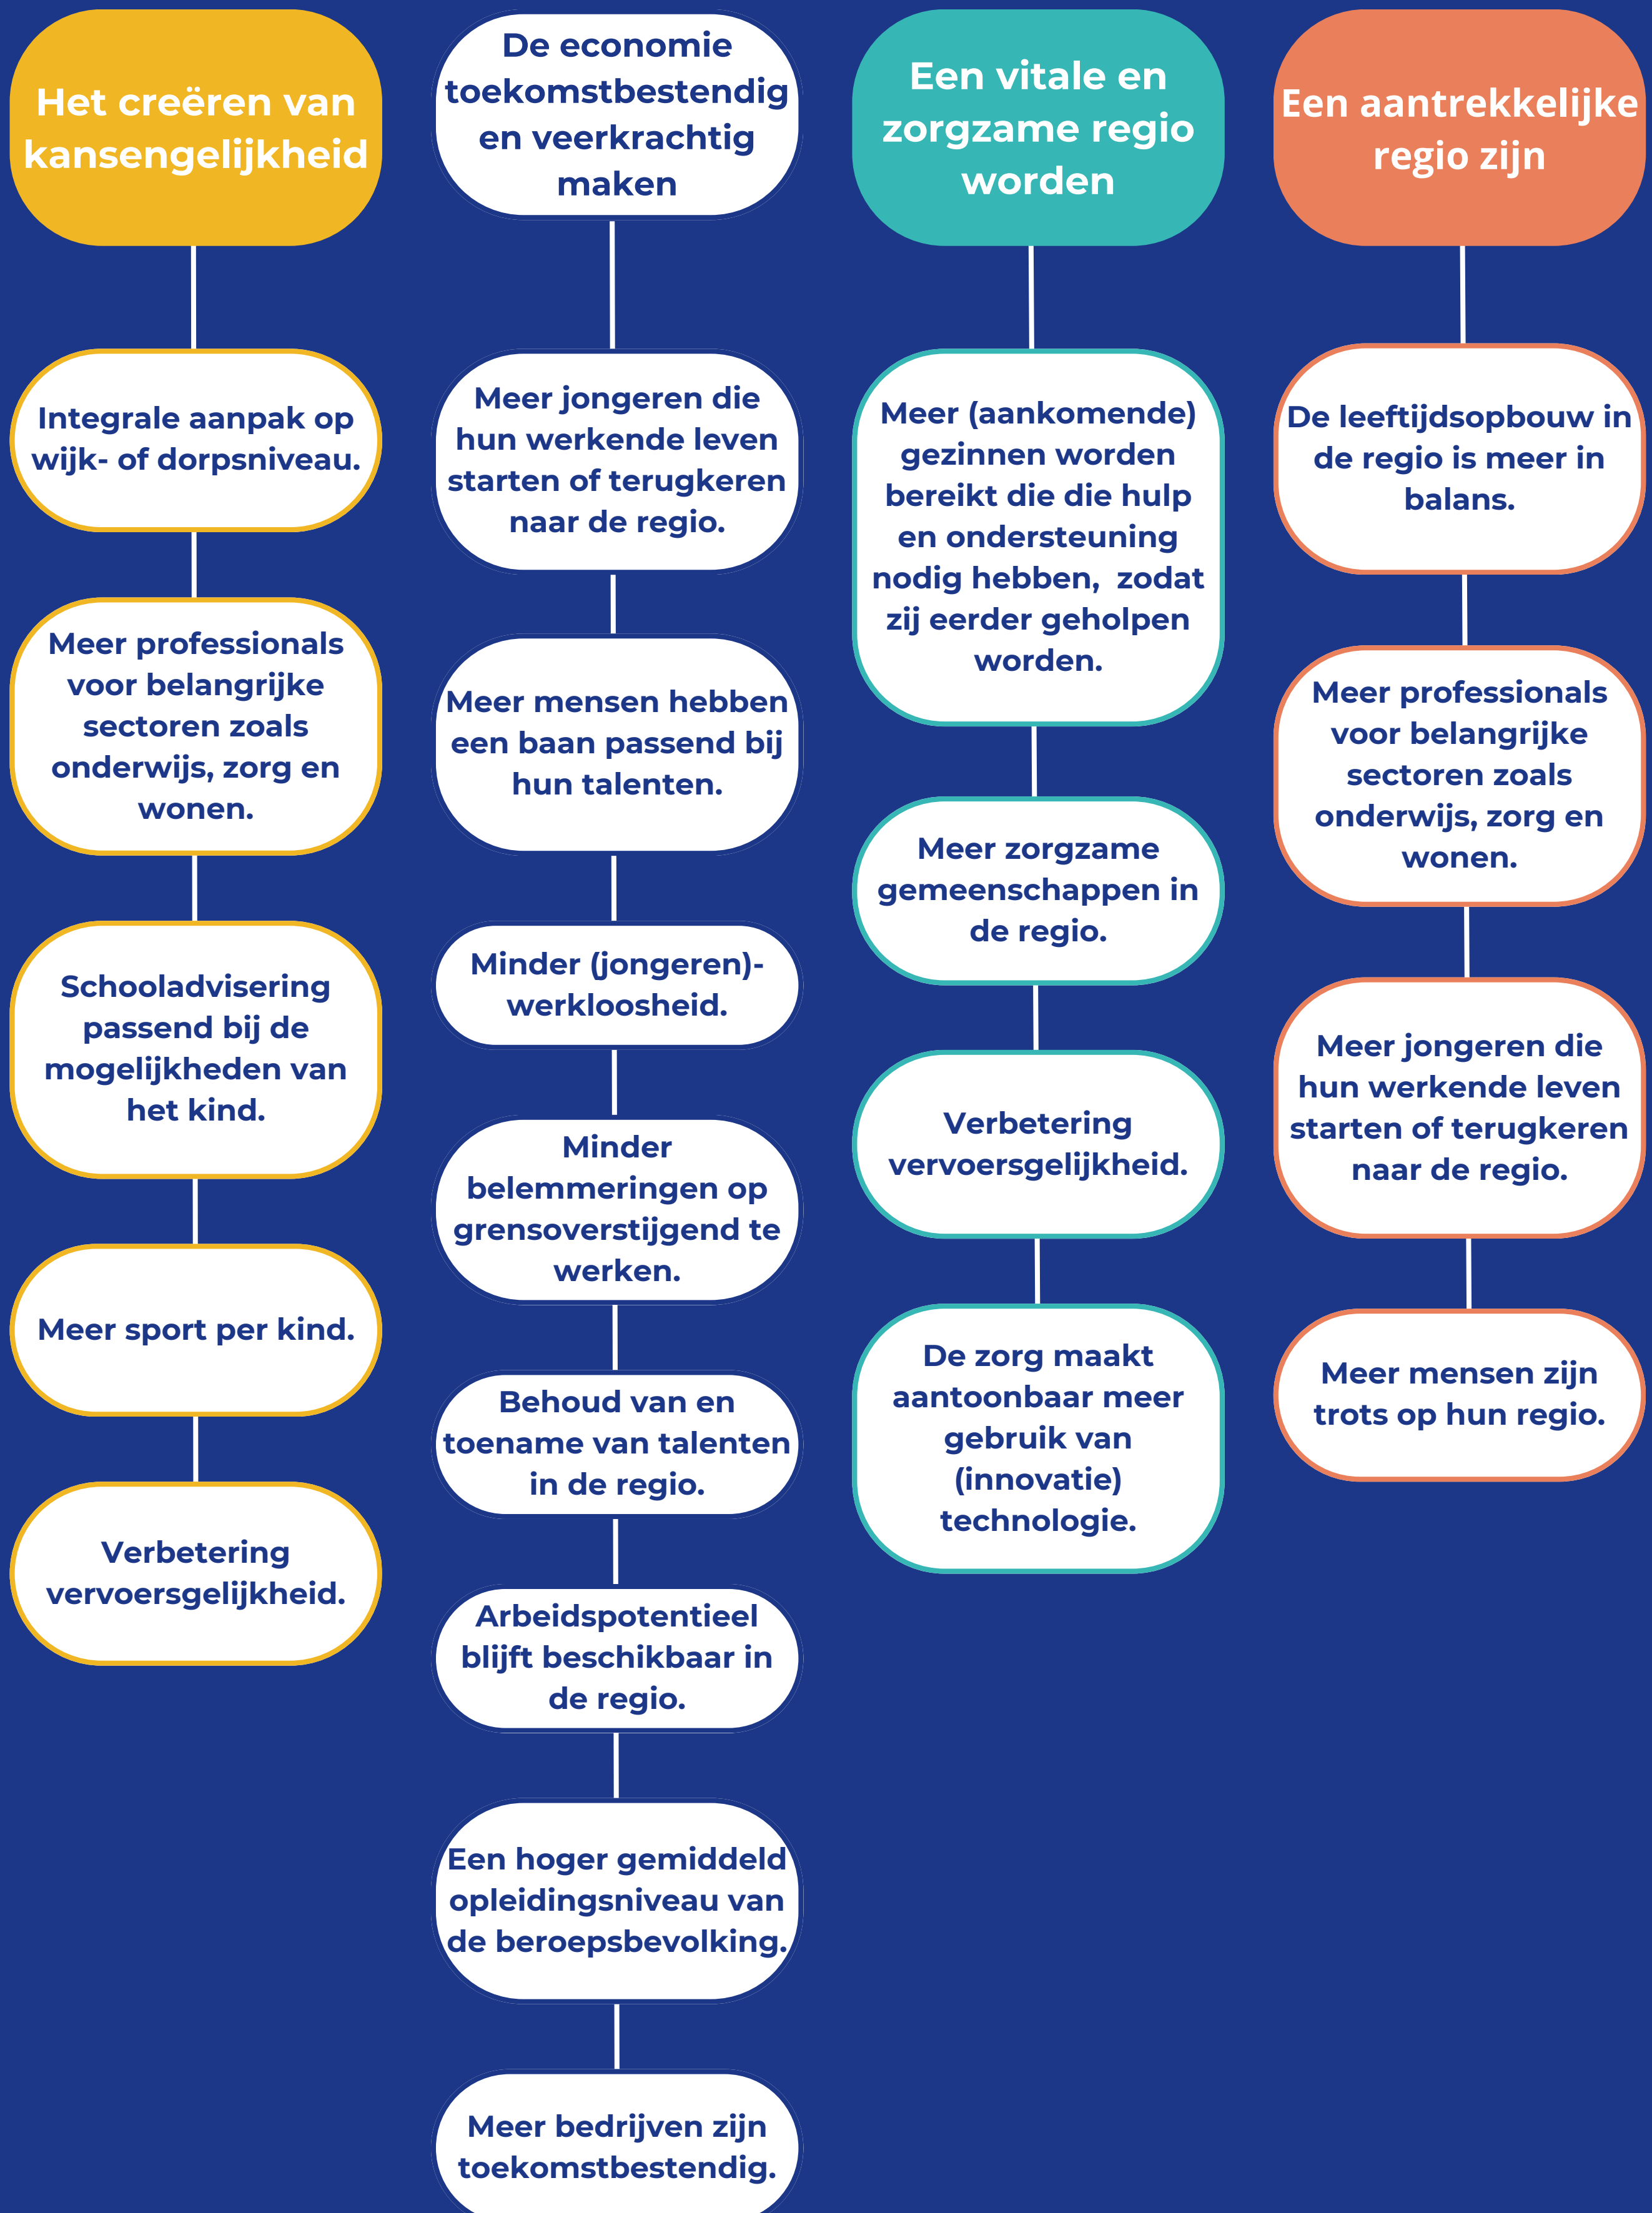 Het creëren van
kansengelijkheid
Integrale aanpak op
wijk- of dorpsniveau.
Meer professionals
voor belangrijke
sectoren zoals
onderwijs, zorg en
wonen.
Schooladvisering
passend bij de
mogelijkheden van
het kind.
Meer sport per kind.
Verbetering
vervoersgelijkheid.
De economie
toekomstbestendig
en veerkrachtig
maken
Meer jongeren die
hun werkende leven
starten of terugkeren
naar de regio.
Meer mensen hebben
een baan passend bij
hun talenten.
Minder (jongeren)-
werkloosheid.
Minder
belemmeringen op
grensoverstijgend te
werken.
Behoud van en
toename van talenten
in de regio.
Arbeidspotentieel
blijft beschikbaar in
de regio.
Een hoger gemiddeld
opleidingsniveau van
de beroepsbevolking.
Meer bedrijven zijn
toekomstbestendig.
Een vitale en
zorgzame regio
worden
Meer (aankomende)
gezinnen worden
bereikt die die hulp
en ondersteuning
nodig hebben,  zodat
zij eerder geholpen
worden.
Meer zorgzame
gemeenschappen in
de regio.
Verbetering
vervoersgelijkheid.
De zorg maakt
aantoonbaar meer
gebruik van
(innovatie)
technologie.
Een aantrekkelijke
regio zijn
De leeftijdsopbouw in
de regio is meer in
balans.
Meer professionals
voor belangrijke
sectoren zoals
onderwijs, zorg en
wonen.
Meer jongeren die
hun werkende leven
starten of terugkeren
naar de regio.
Meer mensen zijn
trots op hun regio.